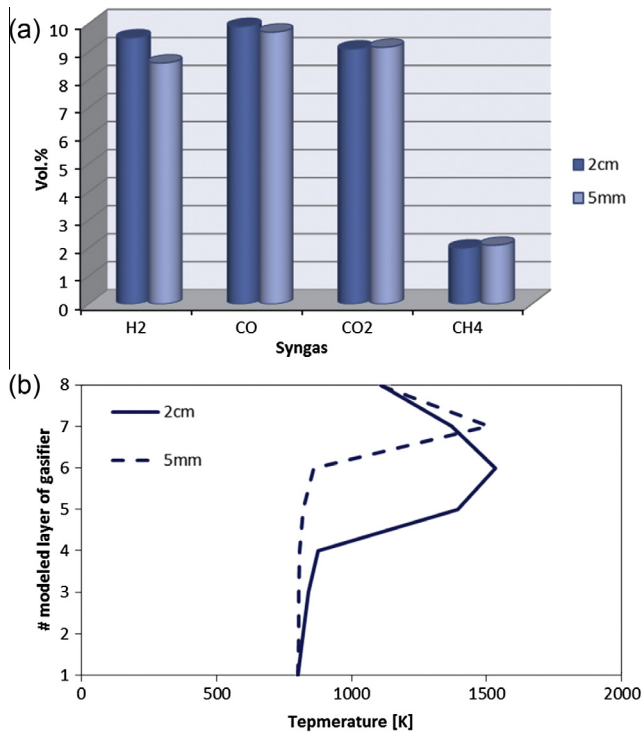 (a)
10
9
8
7
6
5
4
3
2
1
0
Vol.%
H2 CO CO2 CH4
Syngas
2cm
5mm
(b)
8
7
6
5
4
3
2
1
# modeled layer of gasifier
2cm
5mm
0 500 1000 1500 2000
Tepmerature [K]